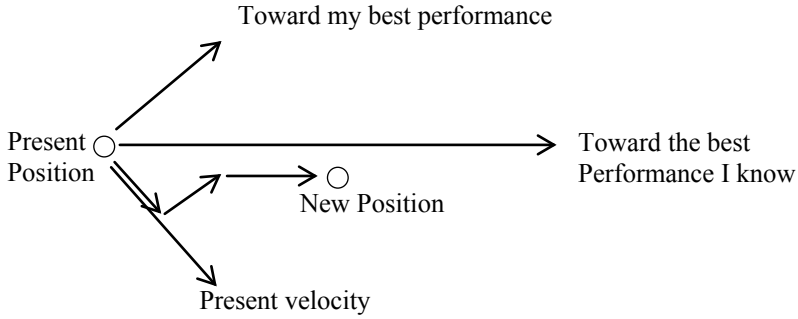 Toward my best performance
Present
Position
Toward the best
Performance I know
New Position
Present velocity